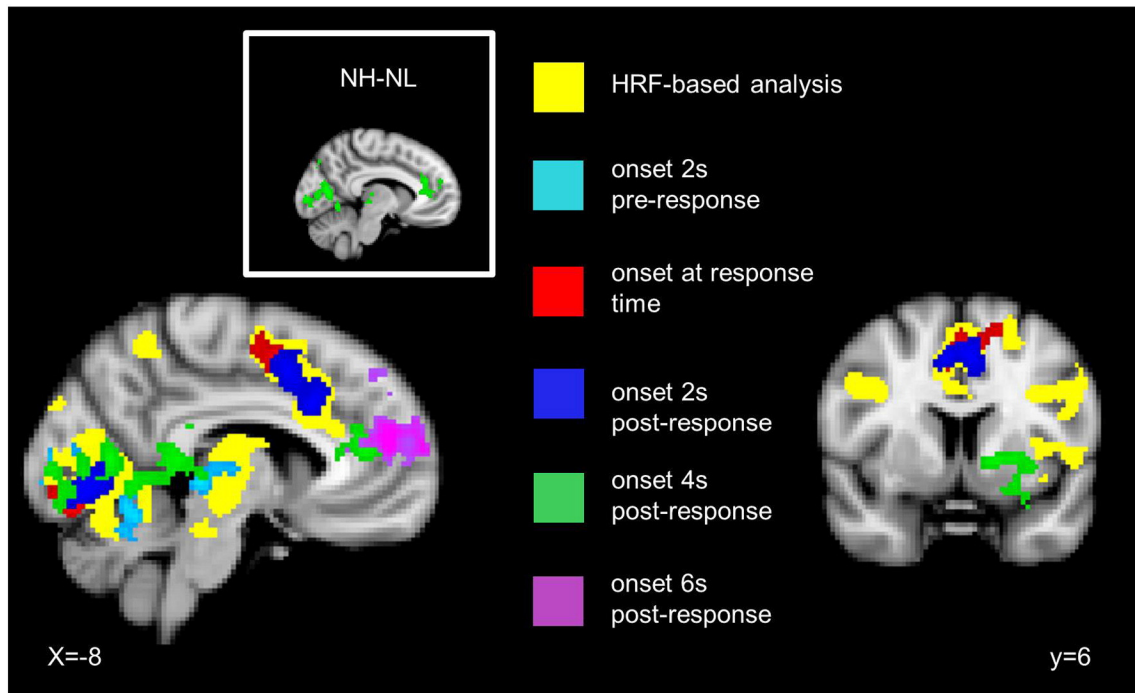 NH-NL
HRF-based analysis
onset 2s
pre-response
onset at response
time
onset 2s
post-response
onset 4s
post-response
onset 6s
post-response
X=-8
y=6